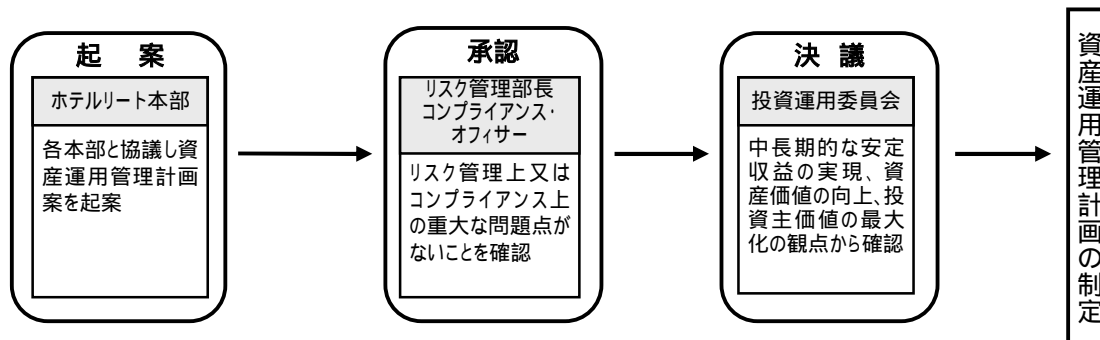 起 案
ホテルリート本部
各本部と協議し資
産運用管理計画
案を起案
承認
リスク管理部長
コンプライアンス・
オフィサー
リスク管理上又は
コンプライアンス上
の重大な問題点が
ないことを確認
決 議
投資運用委員会
中長期的な安定
収益の実現、資
産価値の向上、投
資主価値の最大
化の観点から確認
資産運用管理計画の制定